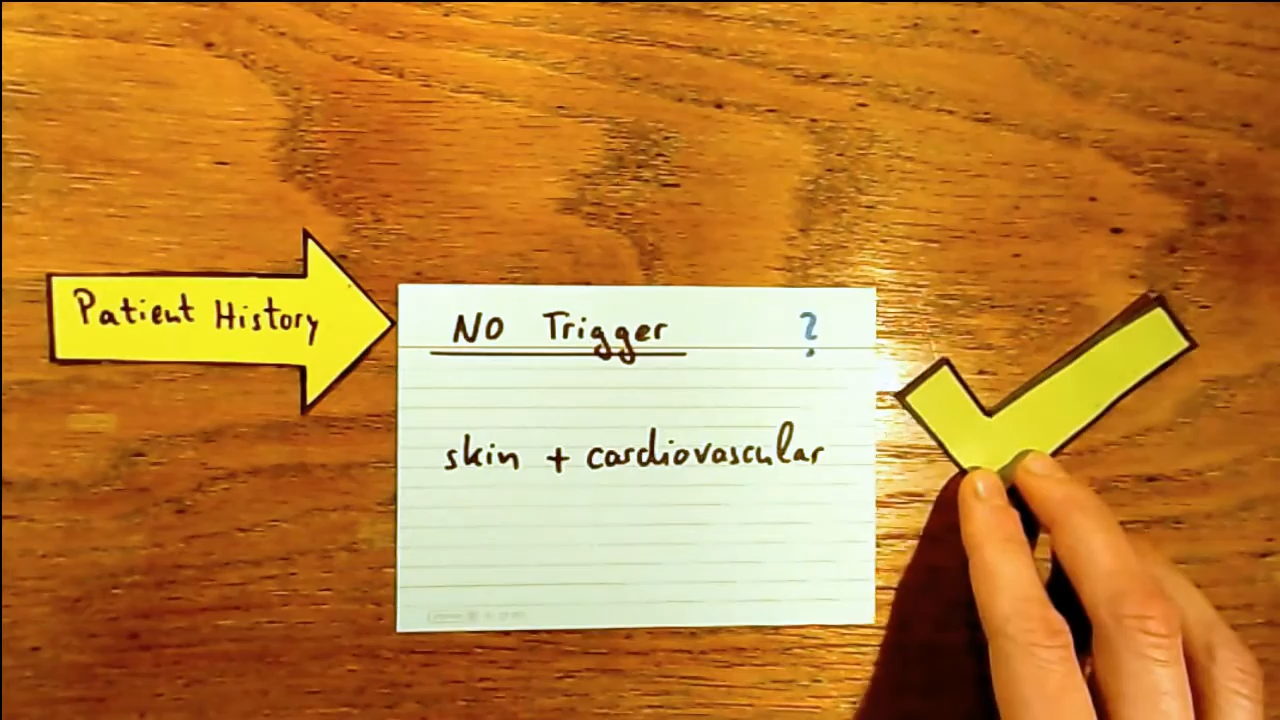 Patient History
NO Trigger ?
skin + cardiovascular